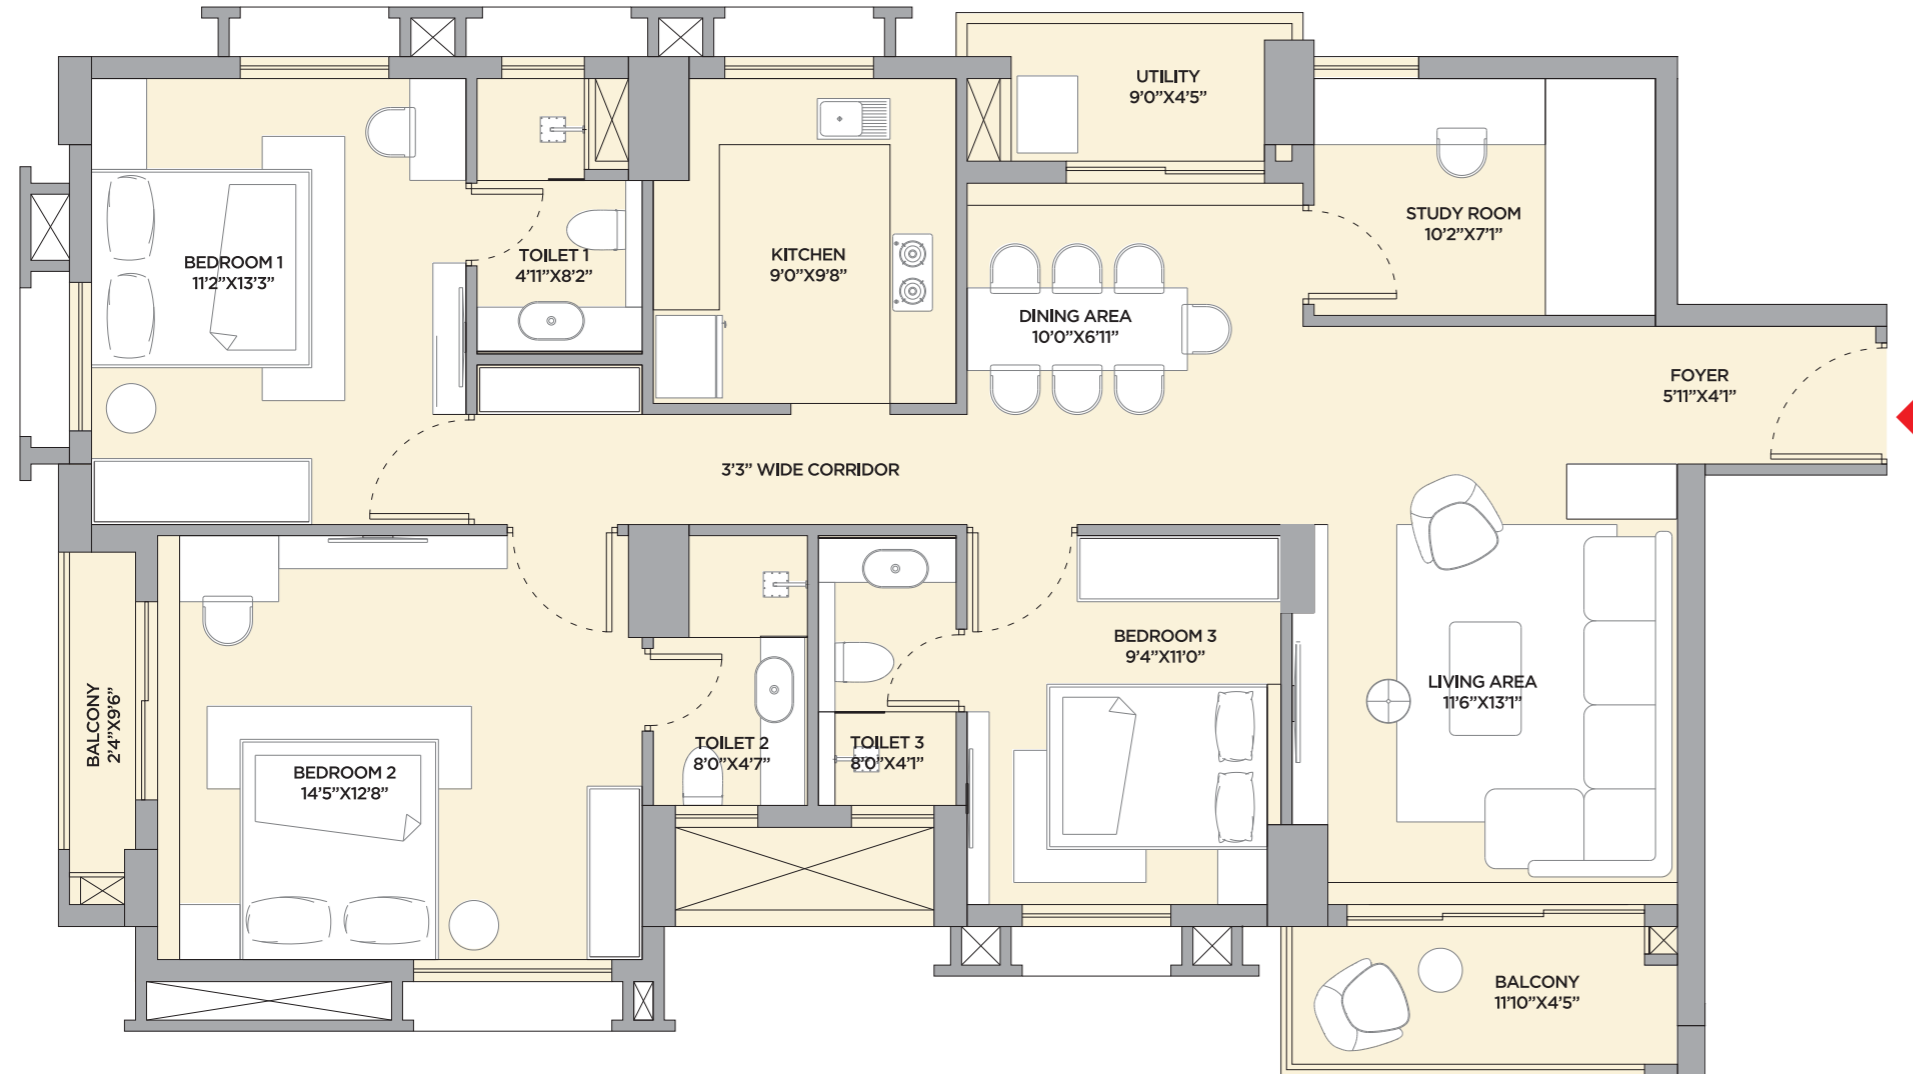 UTILITY
9'0”X4'5”
STUDY ROOM
10'2”X7'1”
BEDROOM 1
11'2”X13'3”
TOILET 1
4'11”X8'2”
KITCHEN
9'0”X9'8”
DINING AREA
10'0”X6'11”
FOYER
5'11”X4'1”
3'3” WIDE CORRIDOR
BEDROOM 3
9'4”X11'0”
LIVING AREA
11'6”X13'1”
BALCONY
2'4”X9'6”
TOILET 2
8'0”X4'7”
TOILET 3
8'0”X4'1”
BEDROOM 2
14'5”X12'8”
BALCONY
11'10”X4'5”